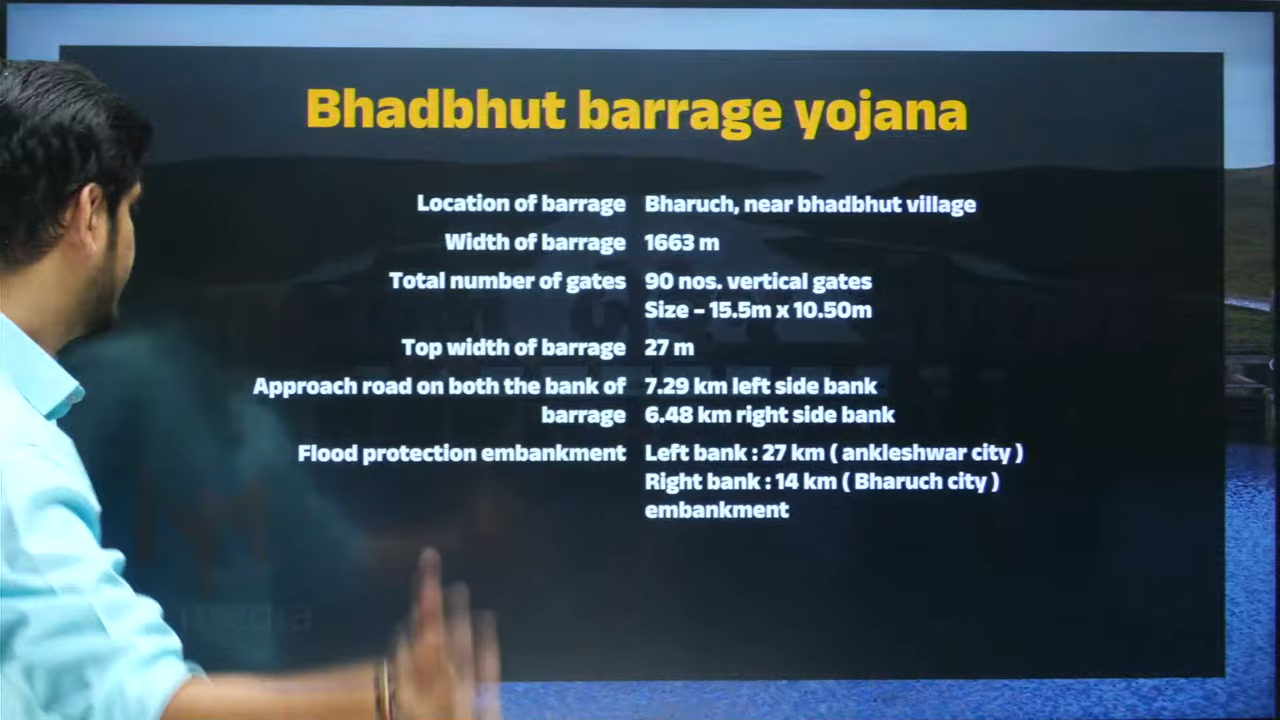 Bhadbhut barrage yojana
Location of barrage Bharuch, near bhadbhut village
Width of barrage 1663 m
Total number of gates 90 nos. vertical gates
Size – 15.5m x 10.50m
Top width of barrage 27 m
Approach road on both the bank of barrage 7.29 km left side bank
6.48 km right side bank
Flood protection embankment Left bank : 27 km ( ankleshwar city )
Right bank : 14 km ( Bharuch city )
embankment